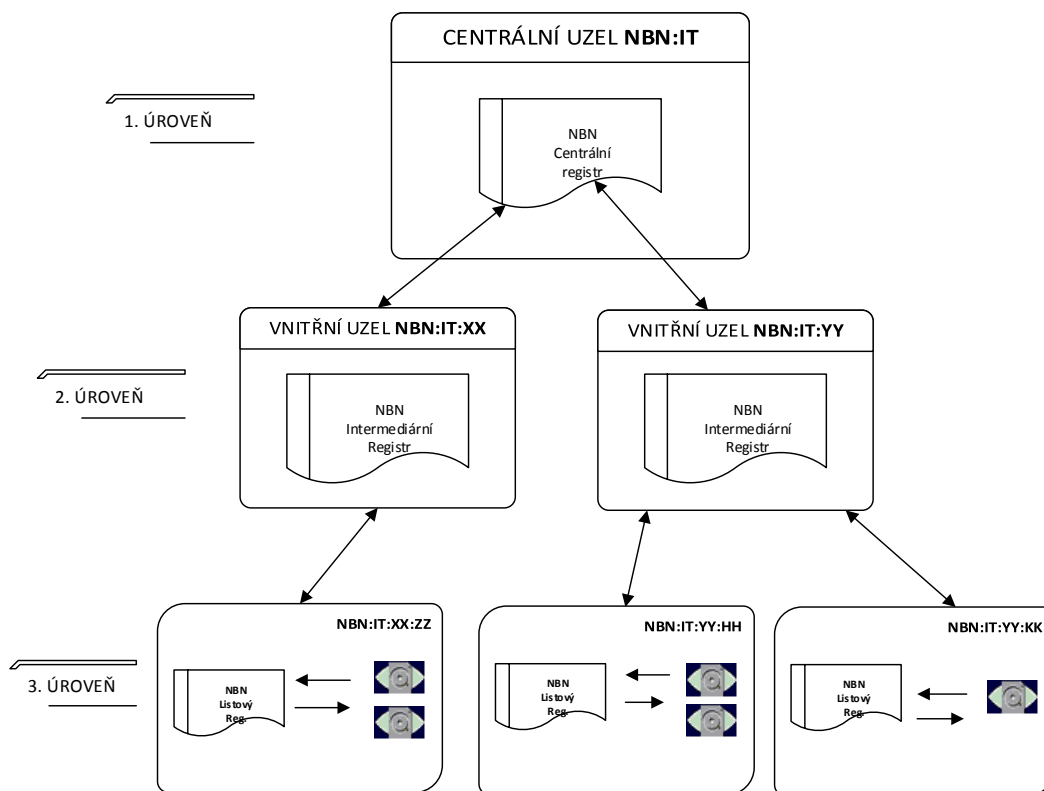 CENTRÁLNÍ UZEL NBN:IT
1. ÚROVEŇ
NBN
Centrální
registr
VNITŘNÍ UZEL NBN:IT:XX
VNITŘNÍ UZEL NBN:IT:YY
2. ÚROVEŇ
NBN
Intermediární
Registr
NBN
Intermediární
Registr
NBN:IT:XX:ZZ
NBN:IT:YY:HH
NBN:IT:YY:KK
3. ÚROVEŇ
NBN
Listový
Reg.
NBN
Listový
Reg.
NBN
Listový
Reg.